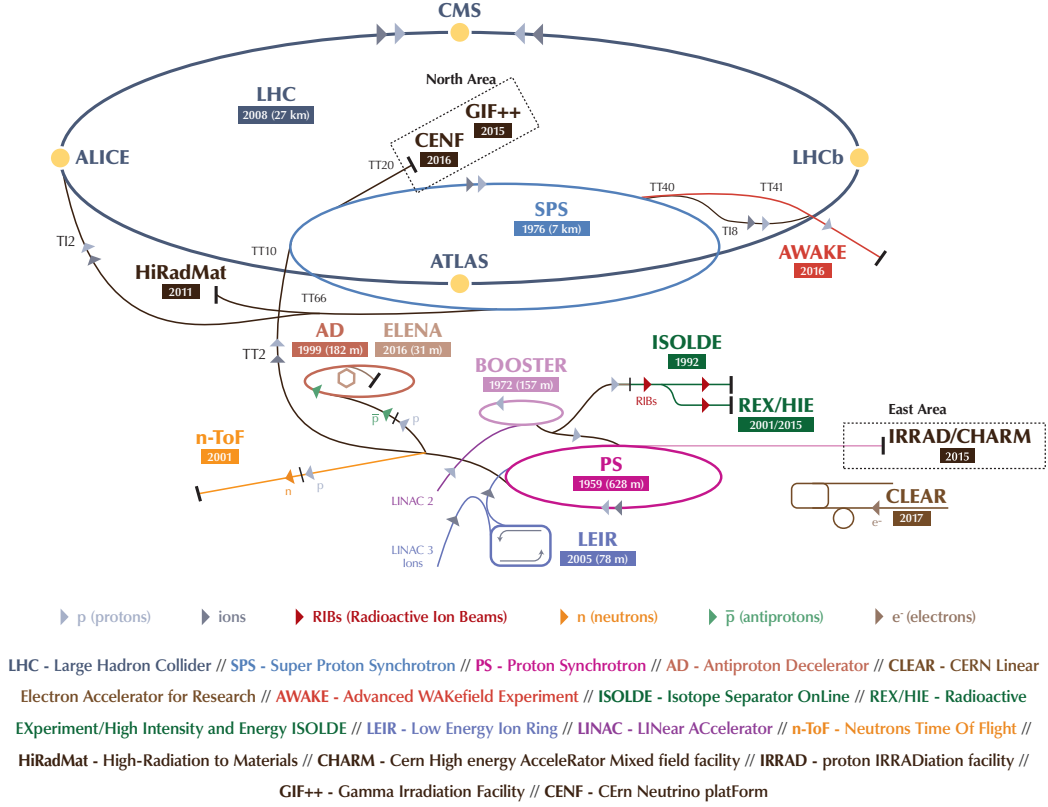 CMS
North Area
LHC
2008 (27 km)
GIF++
2015
CENF
2016
ALICE
LHCb
TT20
TT40
TT41
SPS
1976 (7 km)
TI8
TI2
TT10
AWAKE
2016
ATLAS
HiRadMat
2011
TT66
AD
1999 (182 m)
ELENA
2016 (31 m)
TT2
ISOLDE
1992
BOOSTER
1972 (157 m)
RIBs
REX/HIE
2001/2015
p̅
p
East Area
n-ToF
2001
IRRAD/CHARM
2015
PS
1959 (628 m)
n
p
LINAC 2
CLEAR
2017
e-
LEIR
2005 (78 m)
LINAC 3
Ions
p (protons)
ions
RIBs (Radioactive Ion Beams)
n (neutrons)
p̅ (antiprotons)
e- (electrons)
LHC - Large Hadron Collider // SPS - Super Proton Synchrotron // PS - Proton Synchrotron // AD - Antiproton Decelerator // CLEAR - CERN Linear
Electron Accelerator for Research // AWAKE - Advanced WAKefield Experiment // ISOLDE - Isotope Separator OnLine // REX/HIE - Radioactive
EXperiment/High Intensity and Energy ISOLDE // LEIR - Low Energy Ion Ring // LINAC - LINear ACcelerator // n-ToF - Neutrons Time Of Flight //
HiRadMat - High-Radiation to Materials // CHARM - Cern High energy AcceleRator Mixed field facility // IRRAD - proton IRRADiation facility //
GIF++ - Gamma Irradiation Facility // CENF - CErn Neutrino platForm